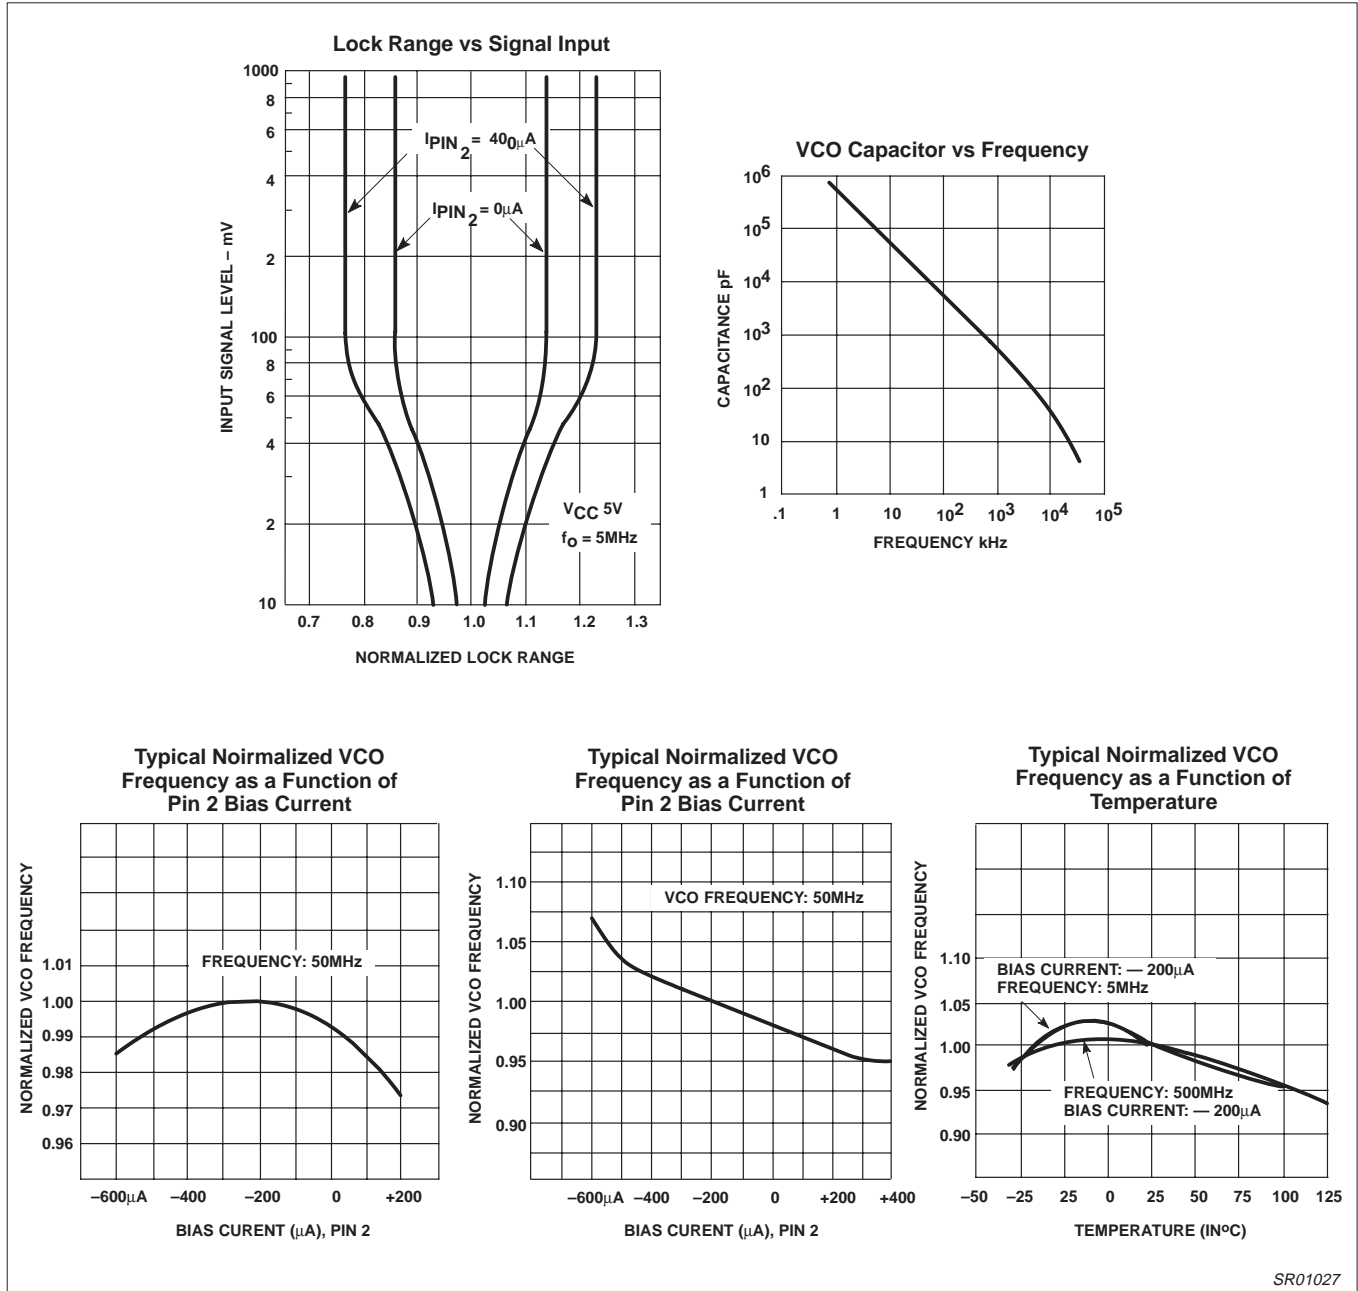 Lock Range vs Signal Input
1000
8
6
4
2
100
8
6
4
2
10
INPUT SIGNAL LEVEL – mV
IPIN2 = 400µA
IPIN2 = 0µA
VCC 5V
fo = 5MHz
0.7 0.8 0.9 1.0 1.1 1.2 1.3
NORMALIZED LOCK RANGE
VCO Capacitor vs Frequency
10^6
10^5
10^4
10^3
10^2
10
1
CAPACITANCE pF
.1 1 10 10^2 10^3 10^4 10^5
FREQUENCY kHz
Typical Noirmalized VCO
Frequency as a Function of
Pin 2 Bias Current
NORMALIZED VCO FREQUENCY
1.01
1.00
0.99
0.98
0.97
0.96
FREQUENCY: 50MHz
–600µA –400 –200 0 +200
BIAS CURENT (µA), PIN 2
Typical Noirmalized VCO
Frequency as a Function of
Pin 2 Bias Current
NORMALIZED VCO FREQUENCY
1.10
1.05
1.00
0.95
0.90
VCO FREQUENCY: 50MHz
–600µA –400 –200 0 +200 +400
BIAS CURRENT (µA), PIN 2
Typical Noirmalized VCO
Frequency as a Function of
Temperature
NORMALIZED VCO FREQUENCY
1.10
1.05
1.00
0.95
0.90
BIAS CURRENT: — 200µA
FREQUENCY: 5MHz
FREQUENCY: 500MHz
BIAS CURRENT: — 200µA
–50 –25 25 0 25 50 75 100 125
TEMPERATURE (INºC)
SR01027